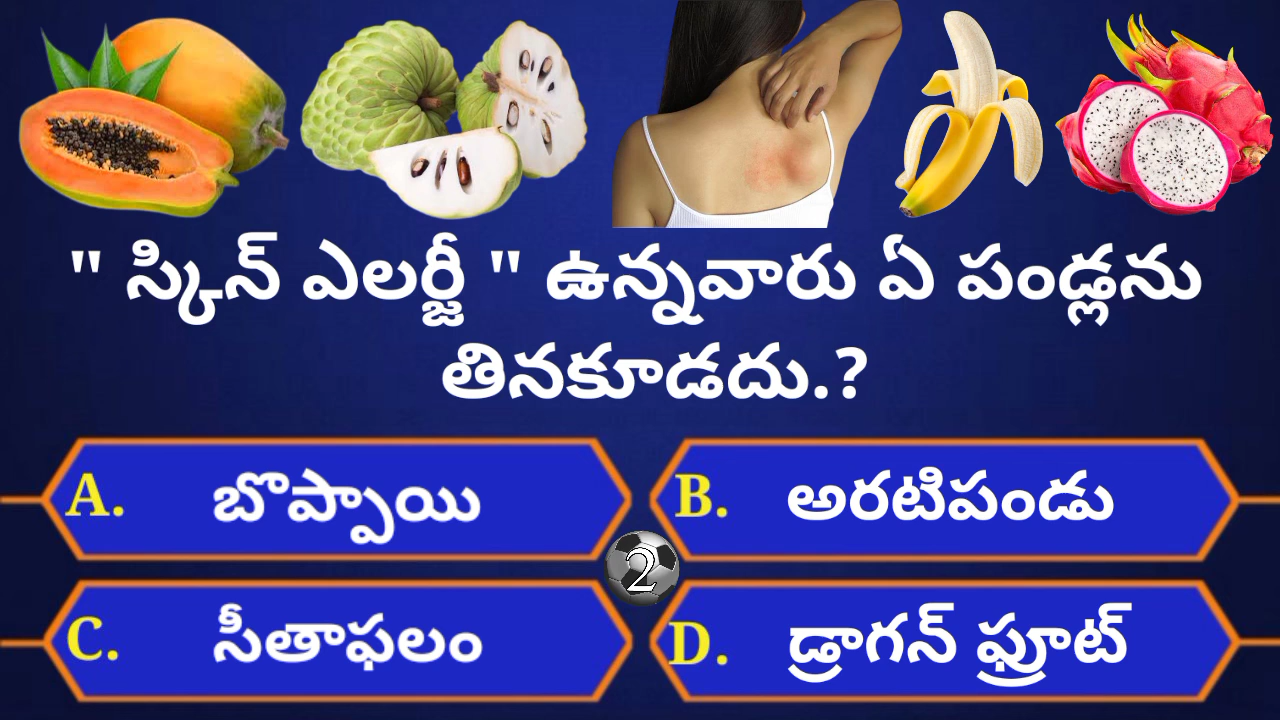 " స్కిన్ ఎలర్జీ " ఉన్నవారు ఏ పండ్లను
తినకూడదు.?
A. బొప్పాయి
B. అరటిపండు
2
C. సీతాఫలం
D. డ్రాగన్ ఫ్రూట్